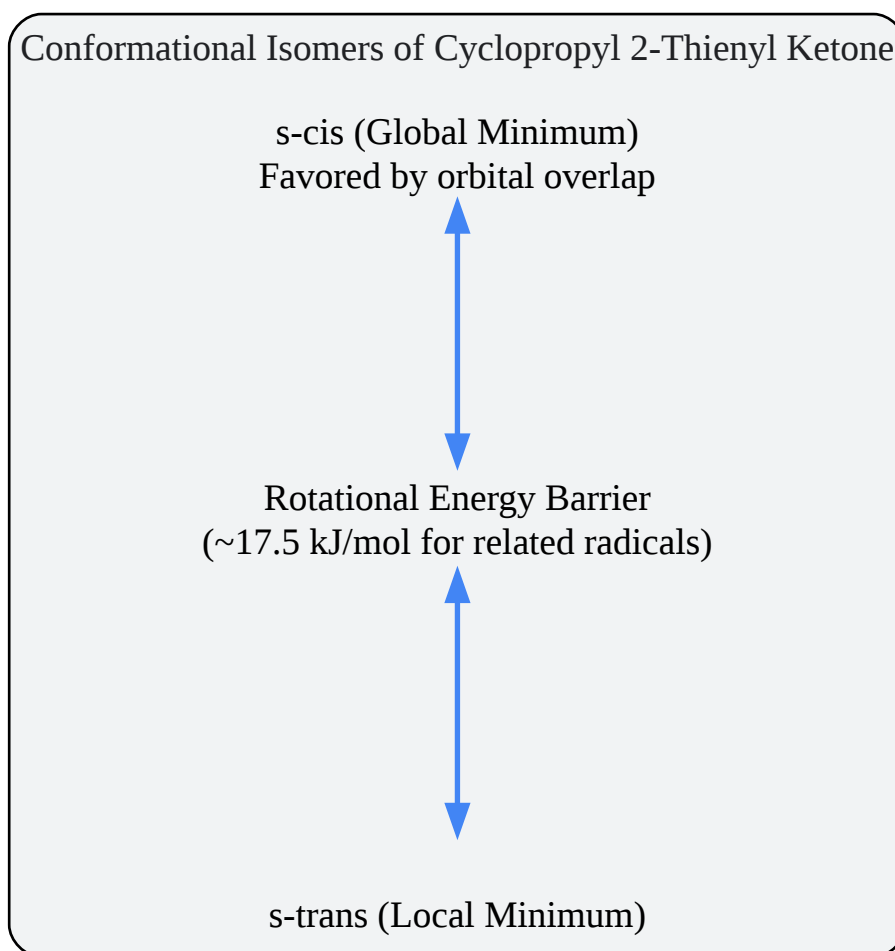 Conformational Isomers of Cyclopropyl 2-Thienyl Ketone
s-cis (Global Minimum)
Favored by orbital overlap
Rotational Energy Barrier
(~17.5 kJ/mol for related radicals)
s-trans (Local Minimum)